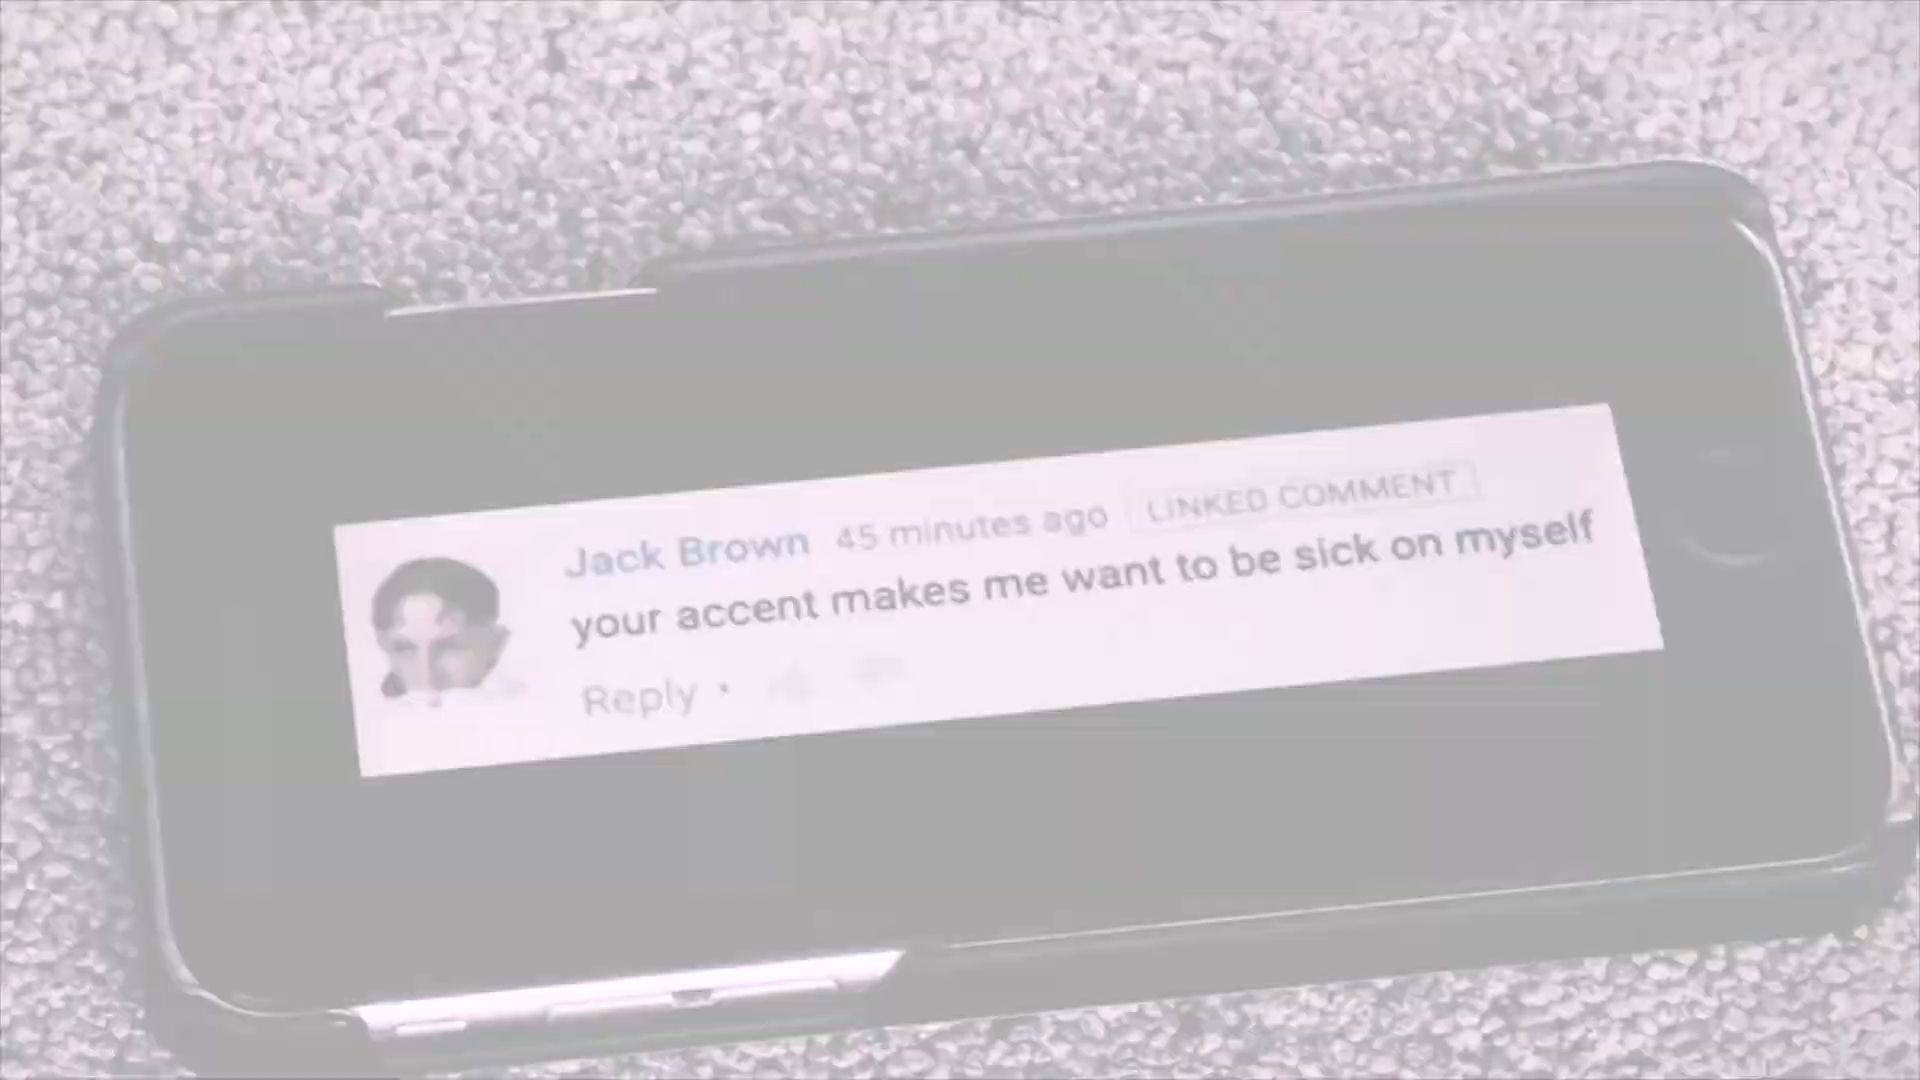 Jack Brown 45 minutes ago LINKED COMMENT
your accent makes me want to be sick on myself
Reply •